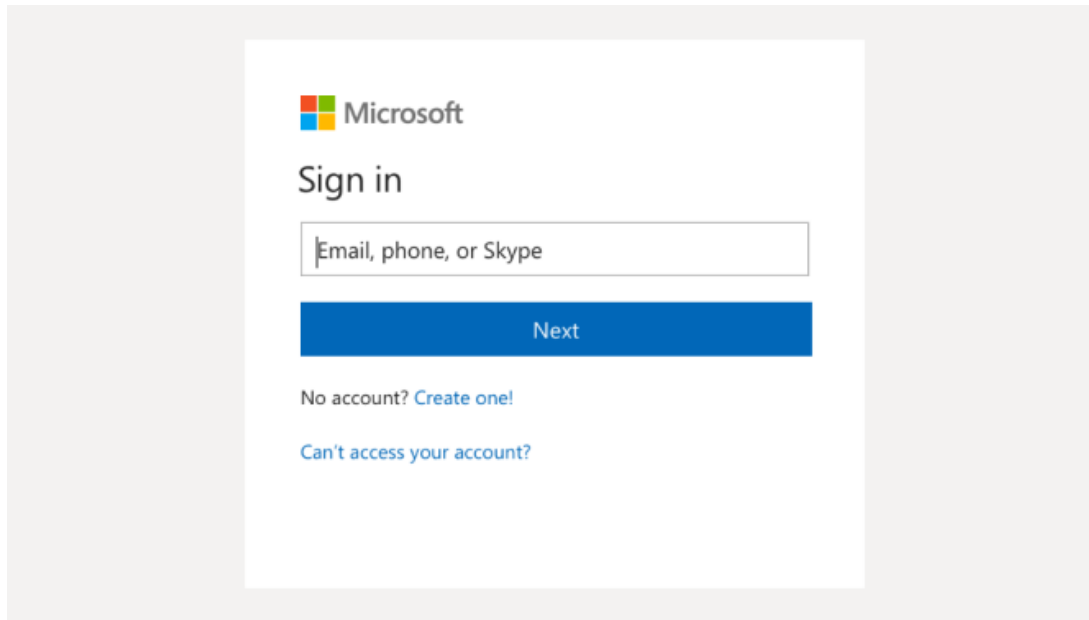 Microsoft
Sign in
Email, phone, or Skype
Next
No account? Create one!
Can't access your account?